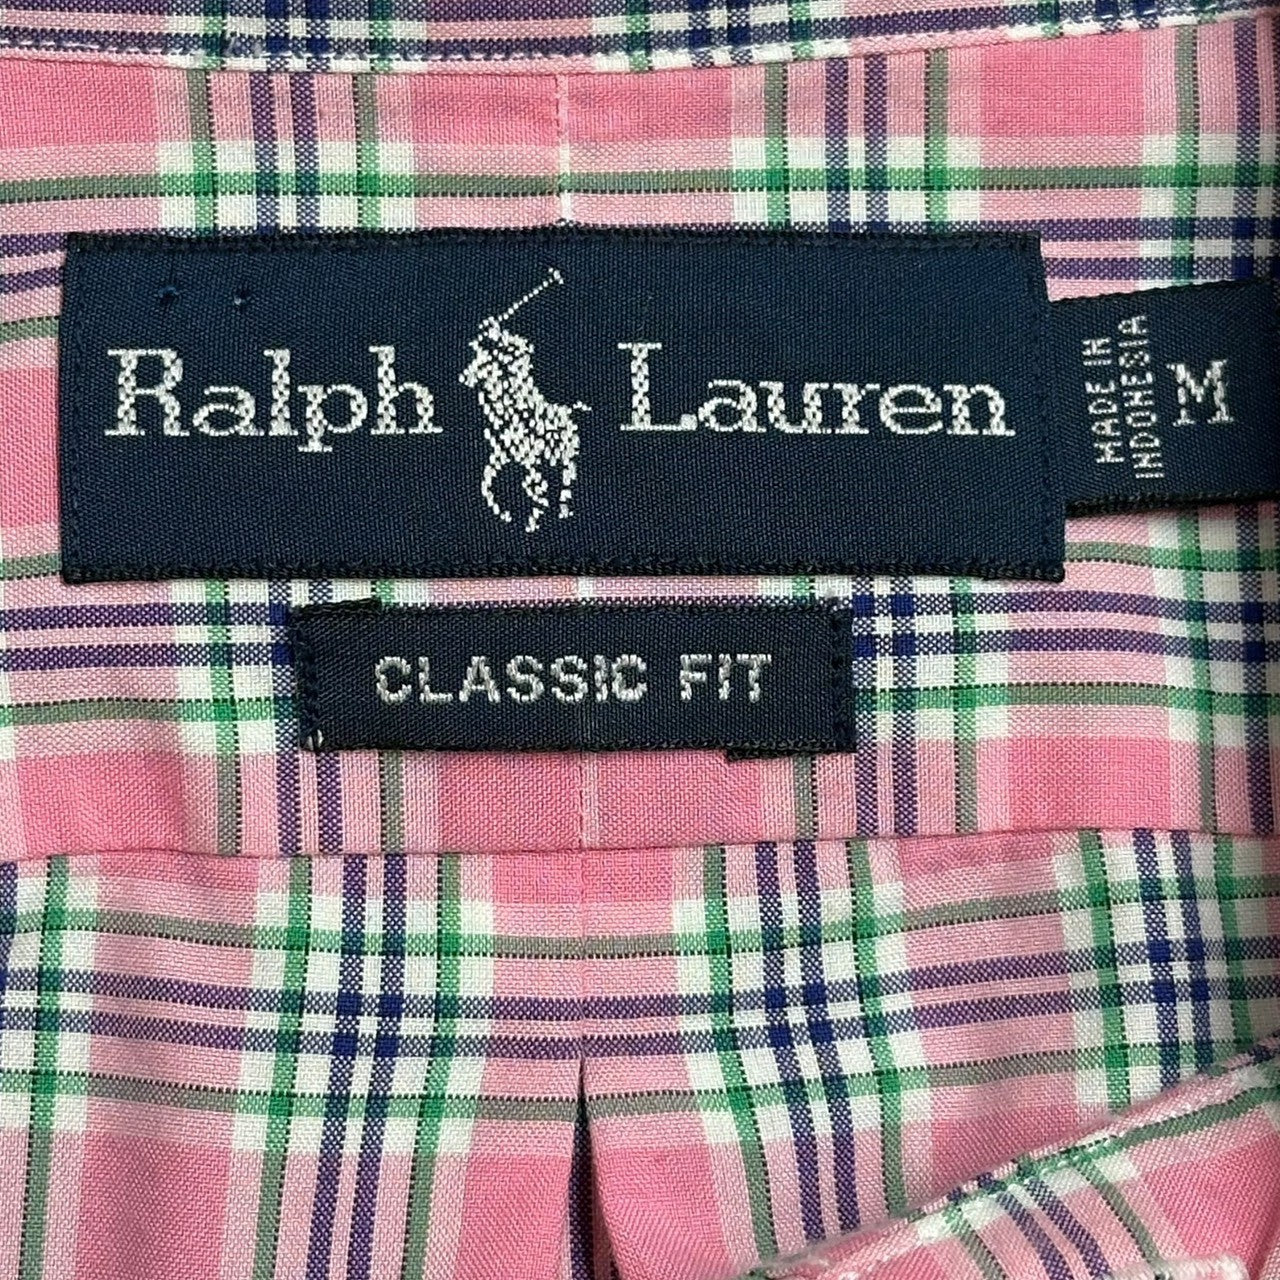 Ralph Lauren
MADE IN
INDONESIA
M
CLASSIC FIT